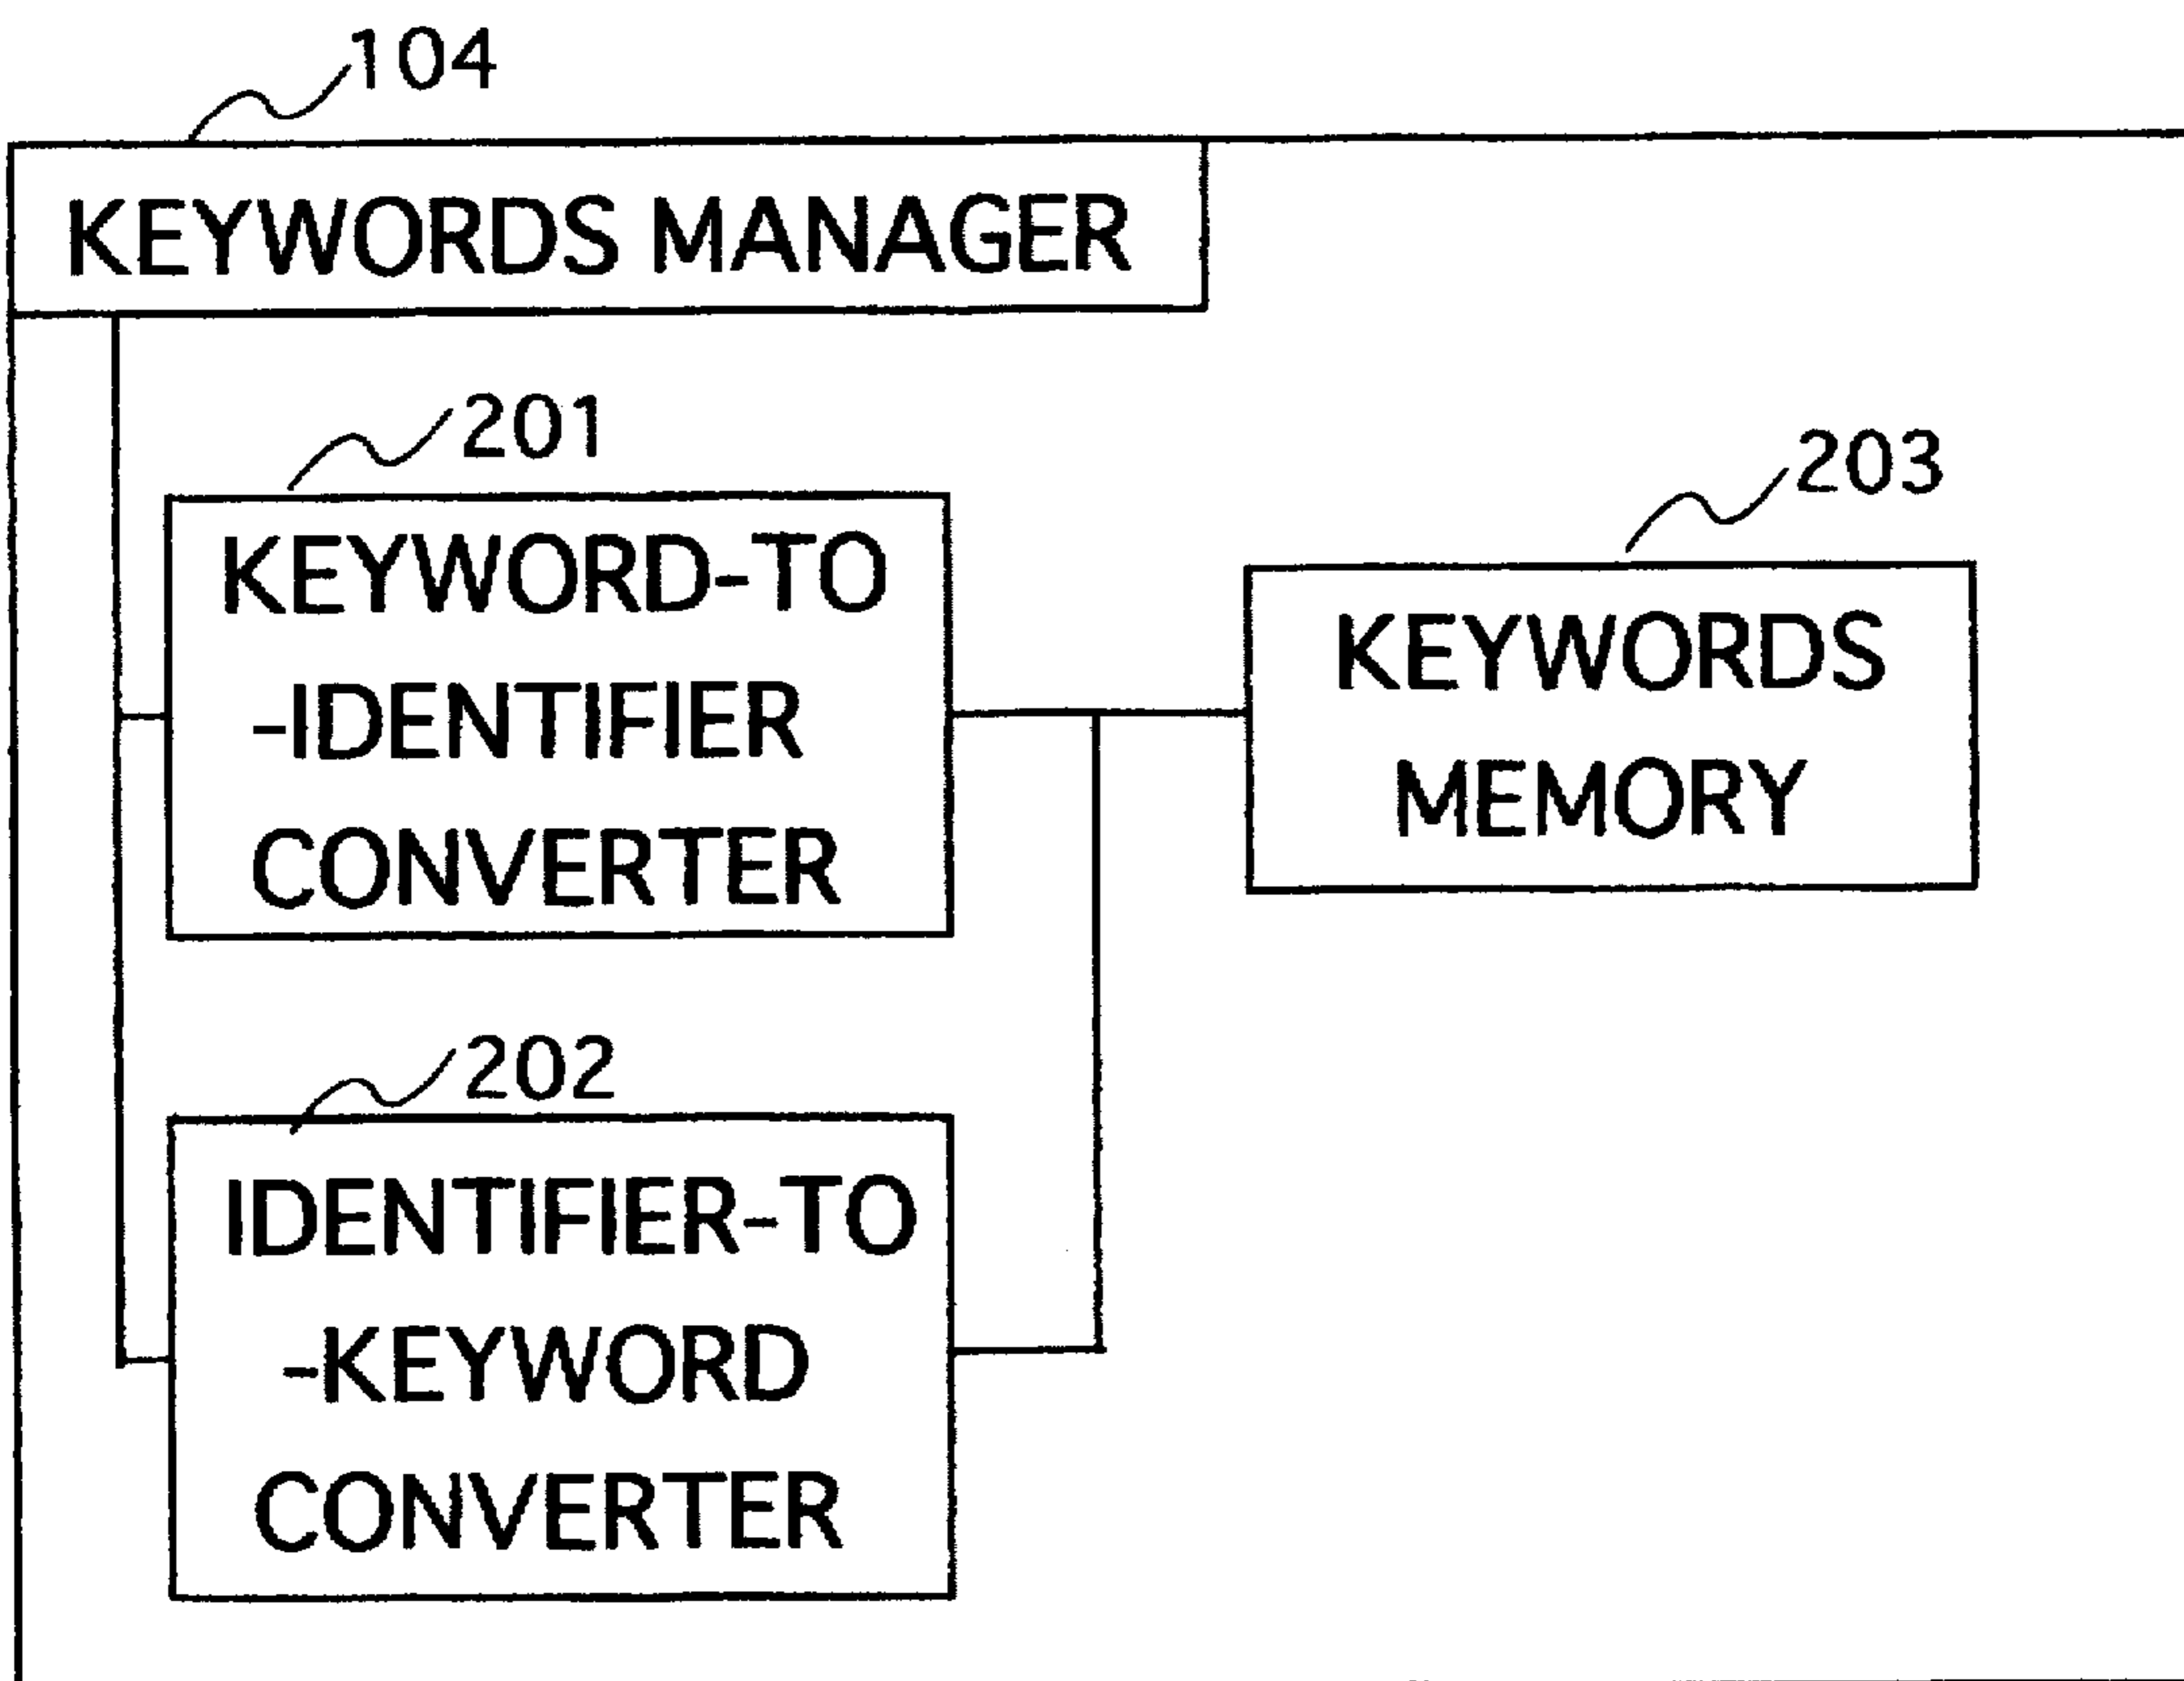 104
KEYWORDS MANAGER
201
KEYWORD-TO
-IDENTIFIER
CONVERTER
203
KEYWORDS
MEMORY
202
IDENTIFIER-TO
-KEYWORD
CONVERTER